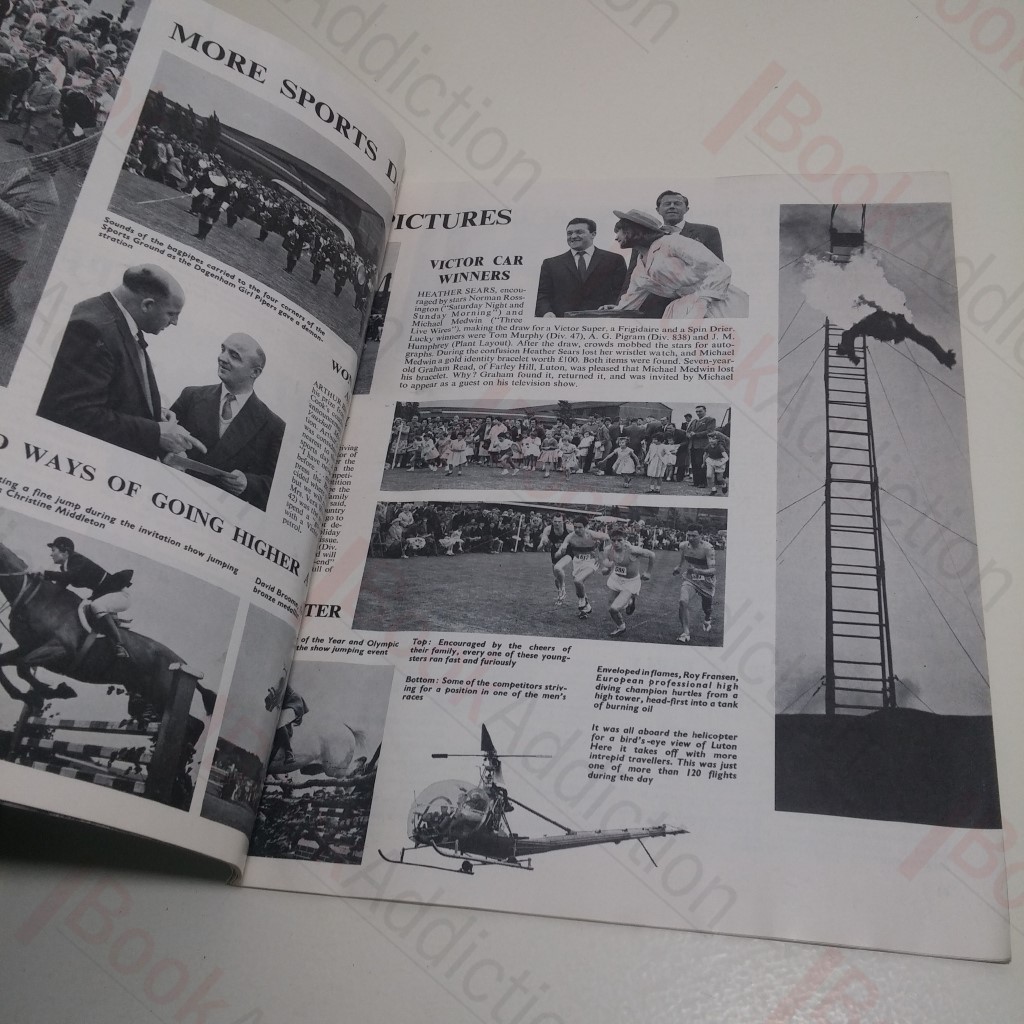 MORE SPORTS D
Sounds of the bagpipes carried to the four corners of the
Sports Ground as the Dagenham Girl Pipers gave a demon-
stration
WO
ARTHUR
O WAYS OF GOING HIGHER A
a fine jump during the invitation show jumping
Christine Middleton
David Broome
bronze medal
PICTURES
VICTOR CAR
WINNERS
HEATHER SEARS, encou-
raged by stars Norman Ross-
ington ("Saturday Night and
Sunday Morning") and
Michael Medwin ("Three
Live Wires"), making the draw for a Victor Super, a Frigidaire and a Spin Drier.
Lucky winners were Tom Murphy (Div. 47), A. G. Pigram (Div. 838) and J. M.
Humphrey (Plant Layout). After the draw, crowds mobbed the stars for auto-
graphs. During the confusion Heather Sears lost her wristlet watch, and Michael
Medwin a gold identity bracelet worth £100. Both items were found. Seven-year-
old Graham Read, of Farley Hill, Luton, was pleased that Michael Medwin lost
his bracelet. Why? Graham found it, returned it, and was invited by Michael
to appear as a guest on his television show.
TER
of the Year and Olympic
the show jumping event
Top: Encouraged by the cheers of
their family, every one of these young-
sters ran fast and furiously
Bottom: Some of the competitors striv-
ing for a position in one of the men's
races
Enveloped in flames, Roy Fransen,
European professional high
diving champion hurtles from a
high tower, head-first into a tank
of burning oil
It was all aboard the helicopter
for a bird's-eye view of Luton
Here it takes off with more
intrepid travellers. This was just
one of more than 120 flights
during the day
BookAddiction